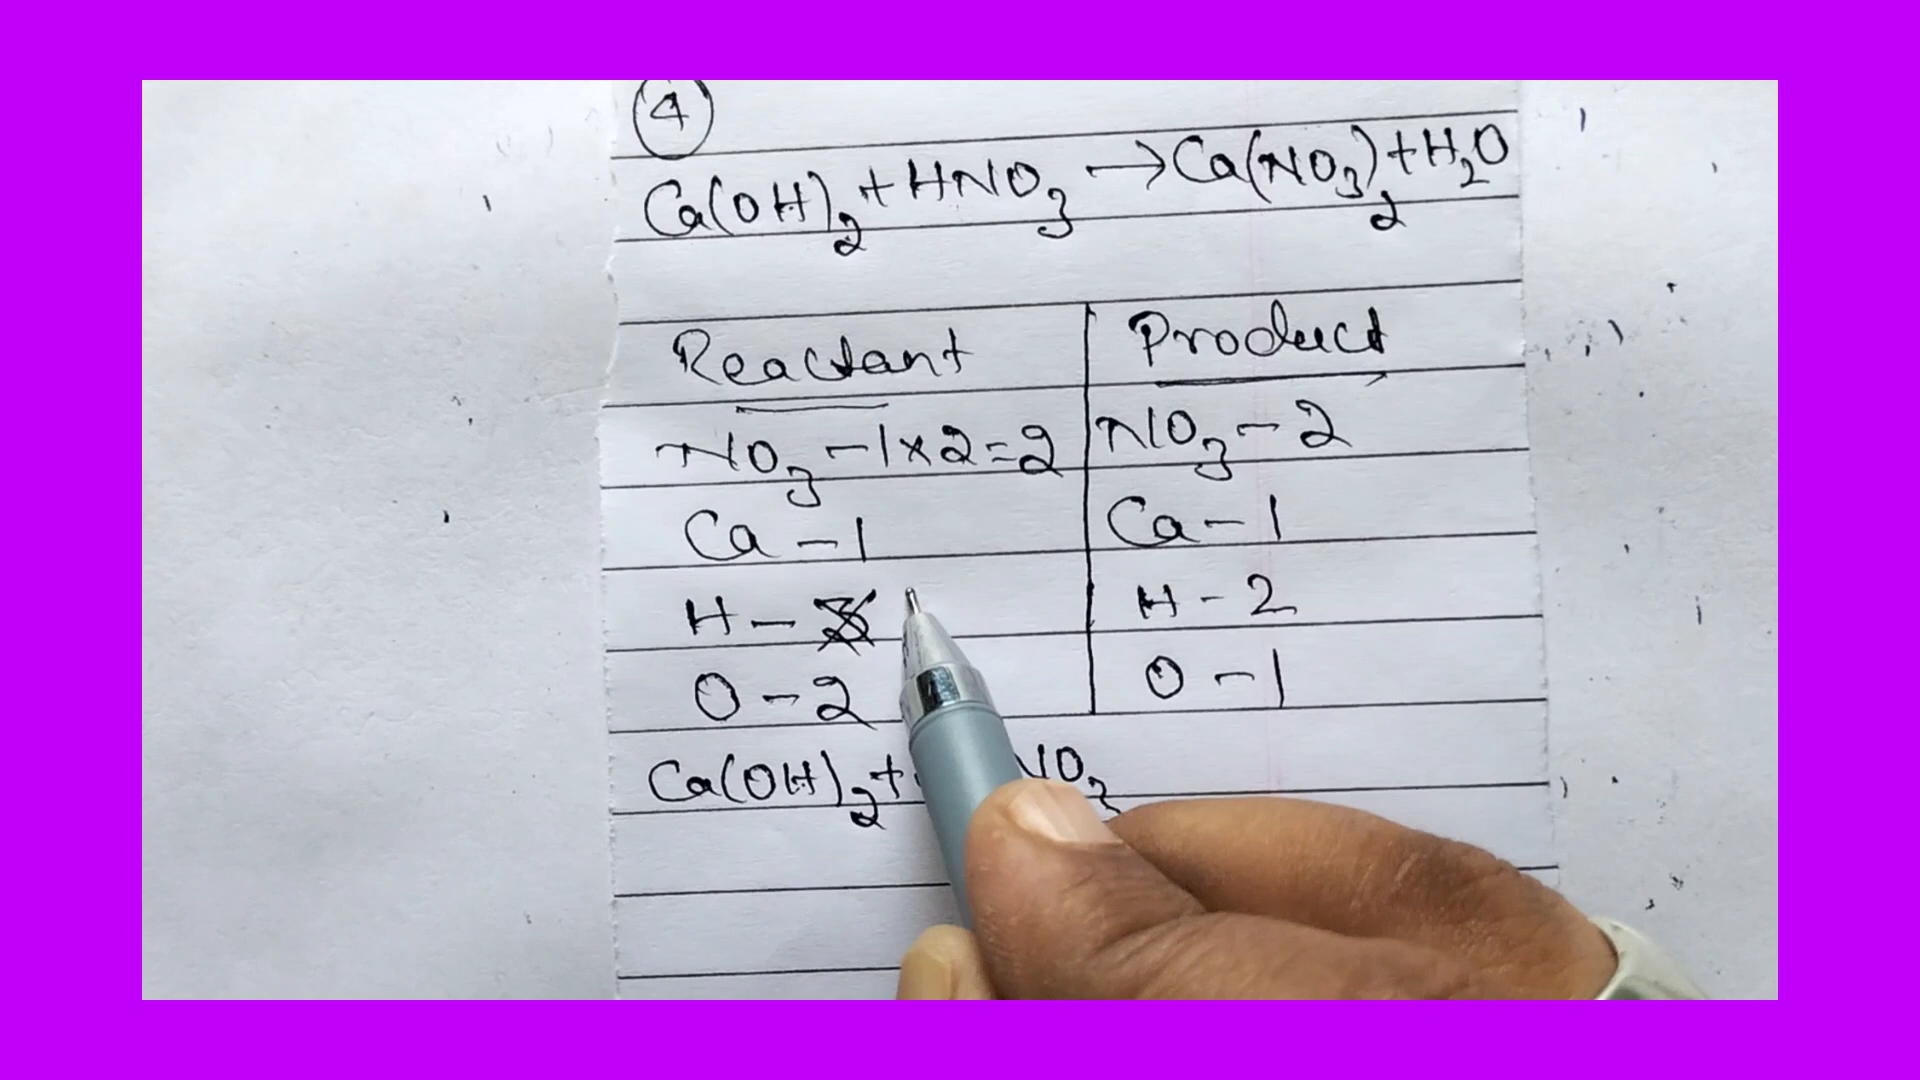 4
Ca(OH)₂ + HNO₃ → Ca(NO₃)₂ + H₂O
Reactant Product
NO₃ - 1 × 2 = 2 NO₃ - 2
Ca - 1 Ca - 1
H - H - 2
O - 2 O - 1
Ca(OH)₂ + NO₃